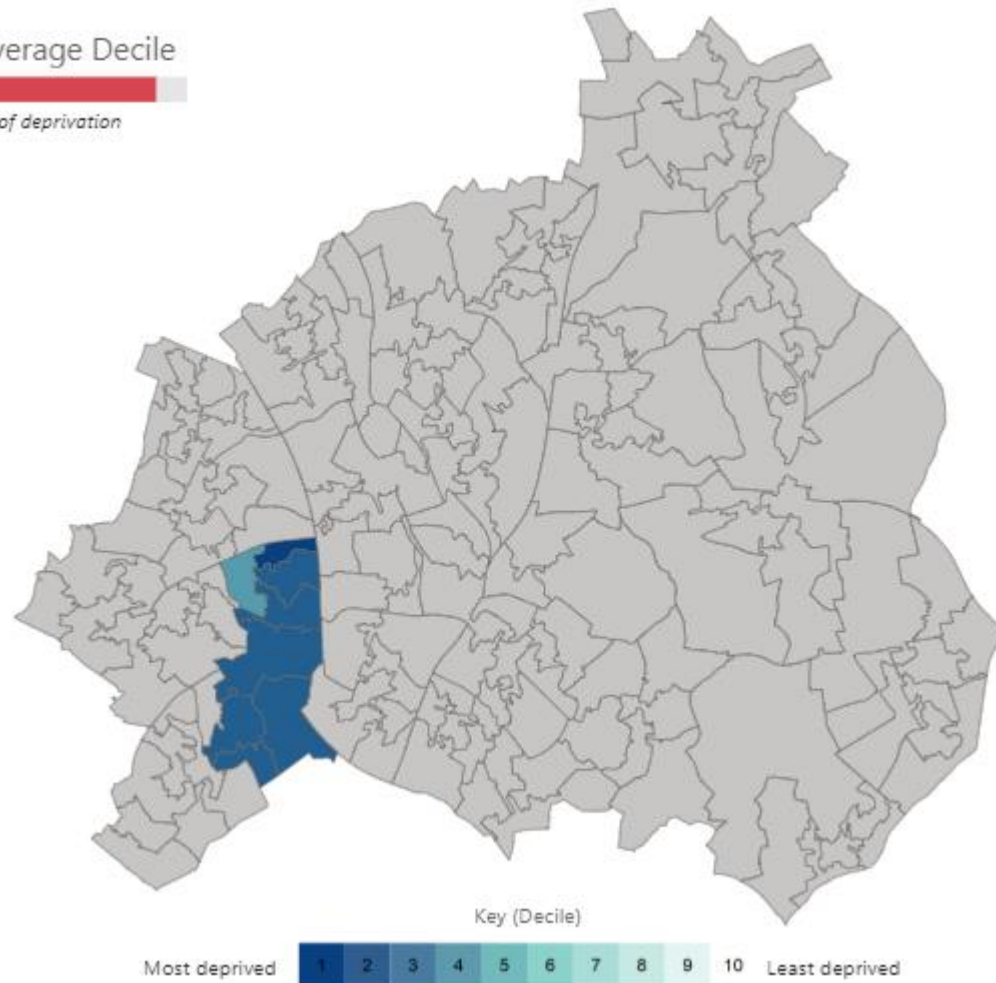 verage Decile
of deprivation
Key (Decile)
Most deprived 1 2 3 4 5 6 7 8 9 10 Least deprived